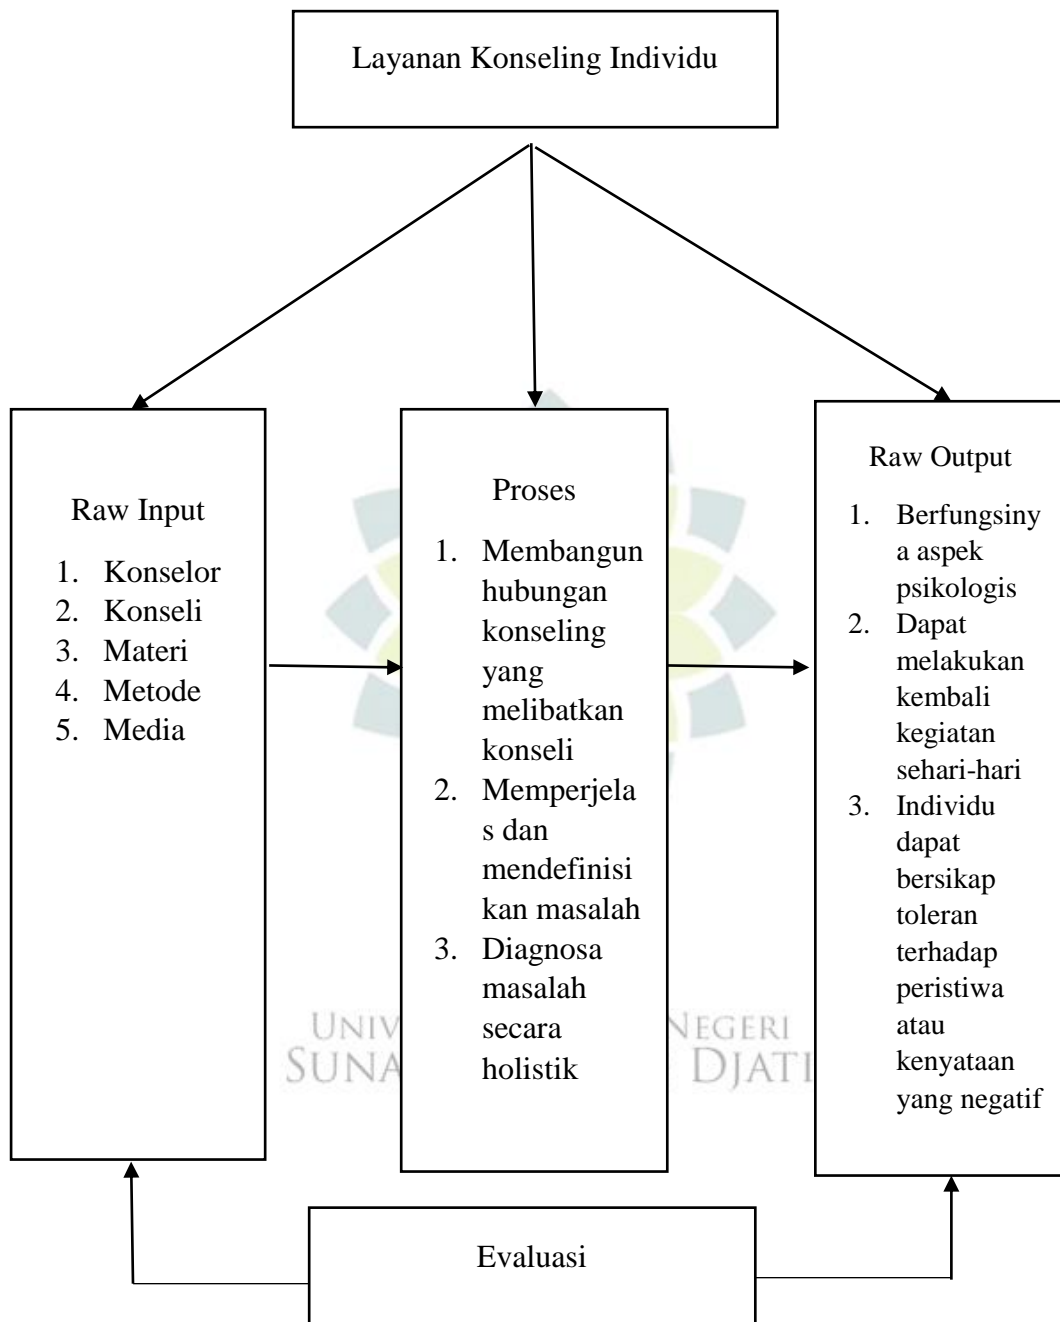 Layanan Konseling Individu
Raw Input
1. Konselor
2. Konseli
3. Materi
4. Metode
5. Media
Proses
1. Membangun
hubungan
konseling
yang
melibatkan
konseli
2. Memperjela
s dan
mendefinisi
kan masalah
3. Diagnosa
masalah
secara
holistik
Raw Output
1. Berfungsiny
a aspek
psikologis
2. Dapat
melakukan
kembali
kegiatan
sehari-hari
3. Individu
dapat
bersikap
toleran
terhadap
peristiwa
atau
kenyataan
yang negatif
NEGERI
DJATI
Evaluasi